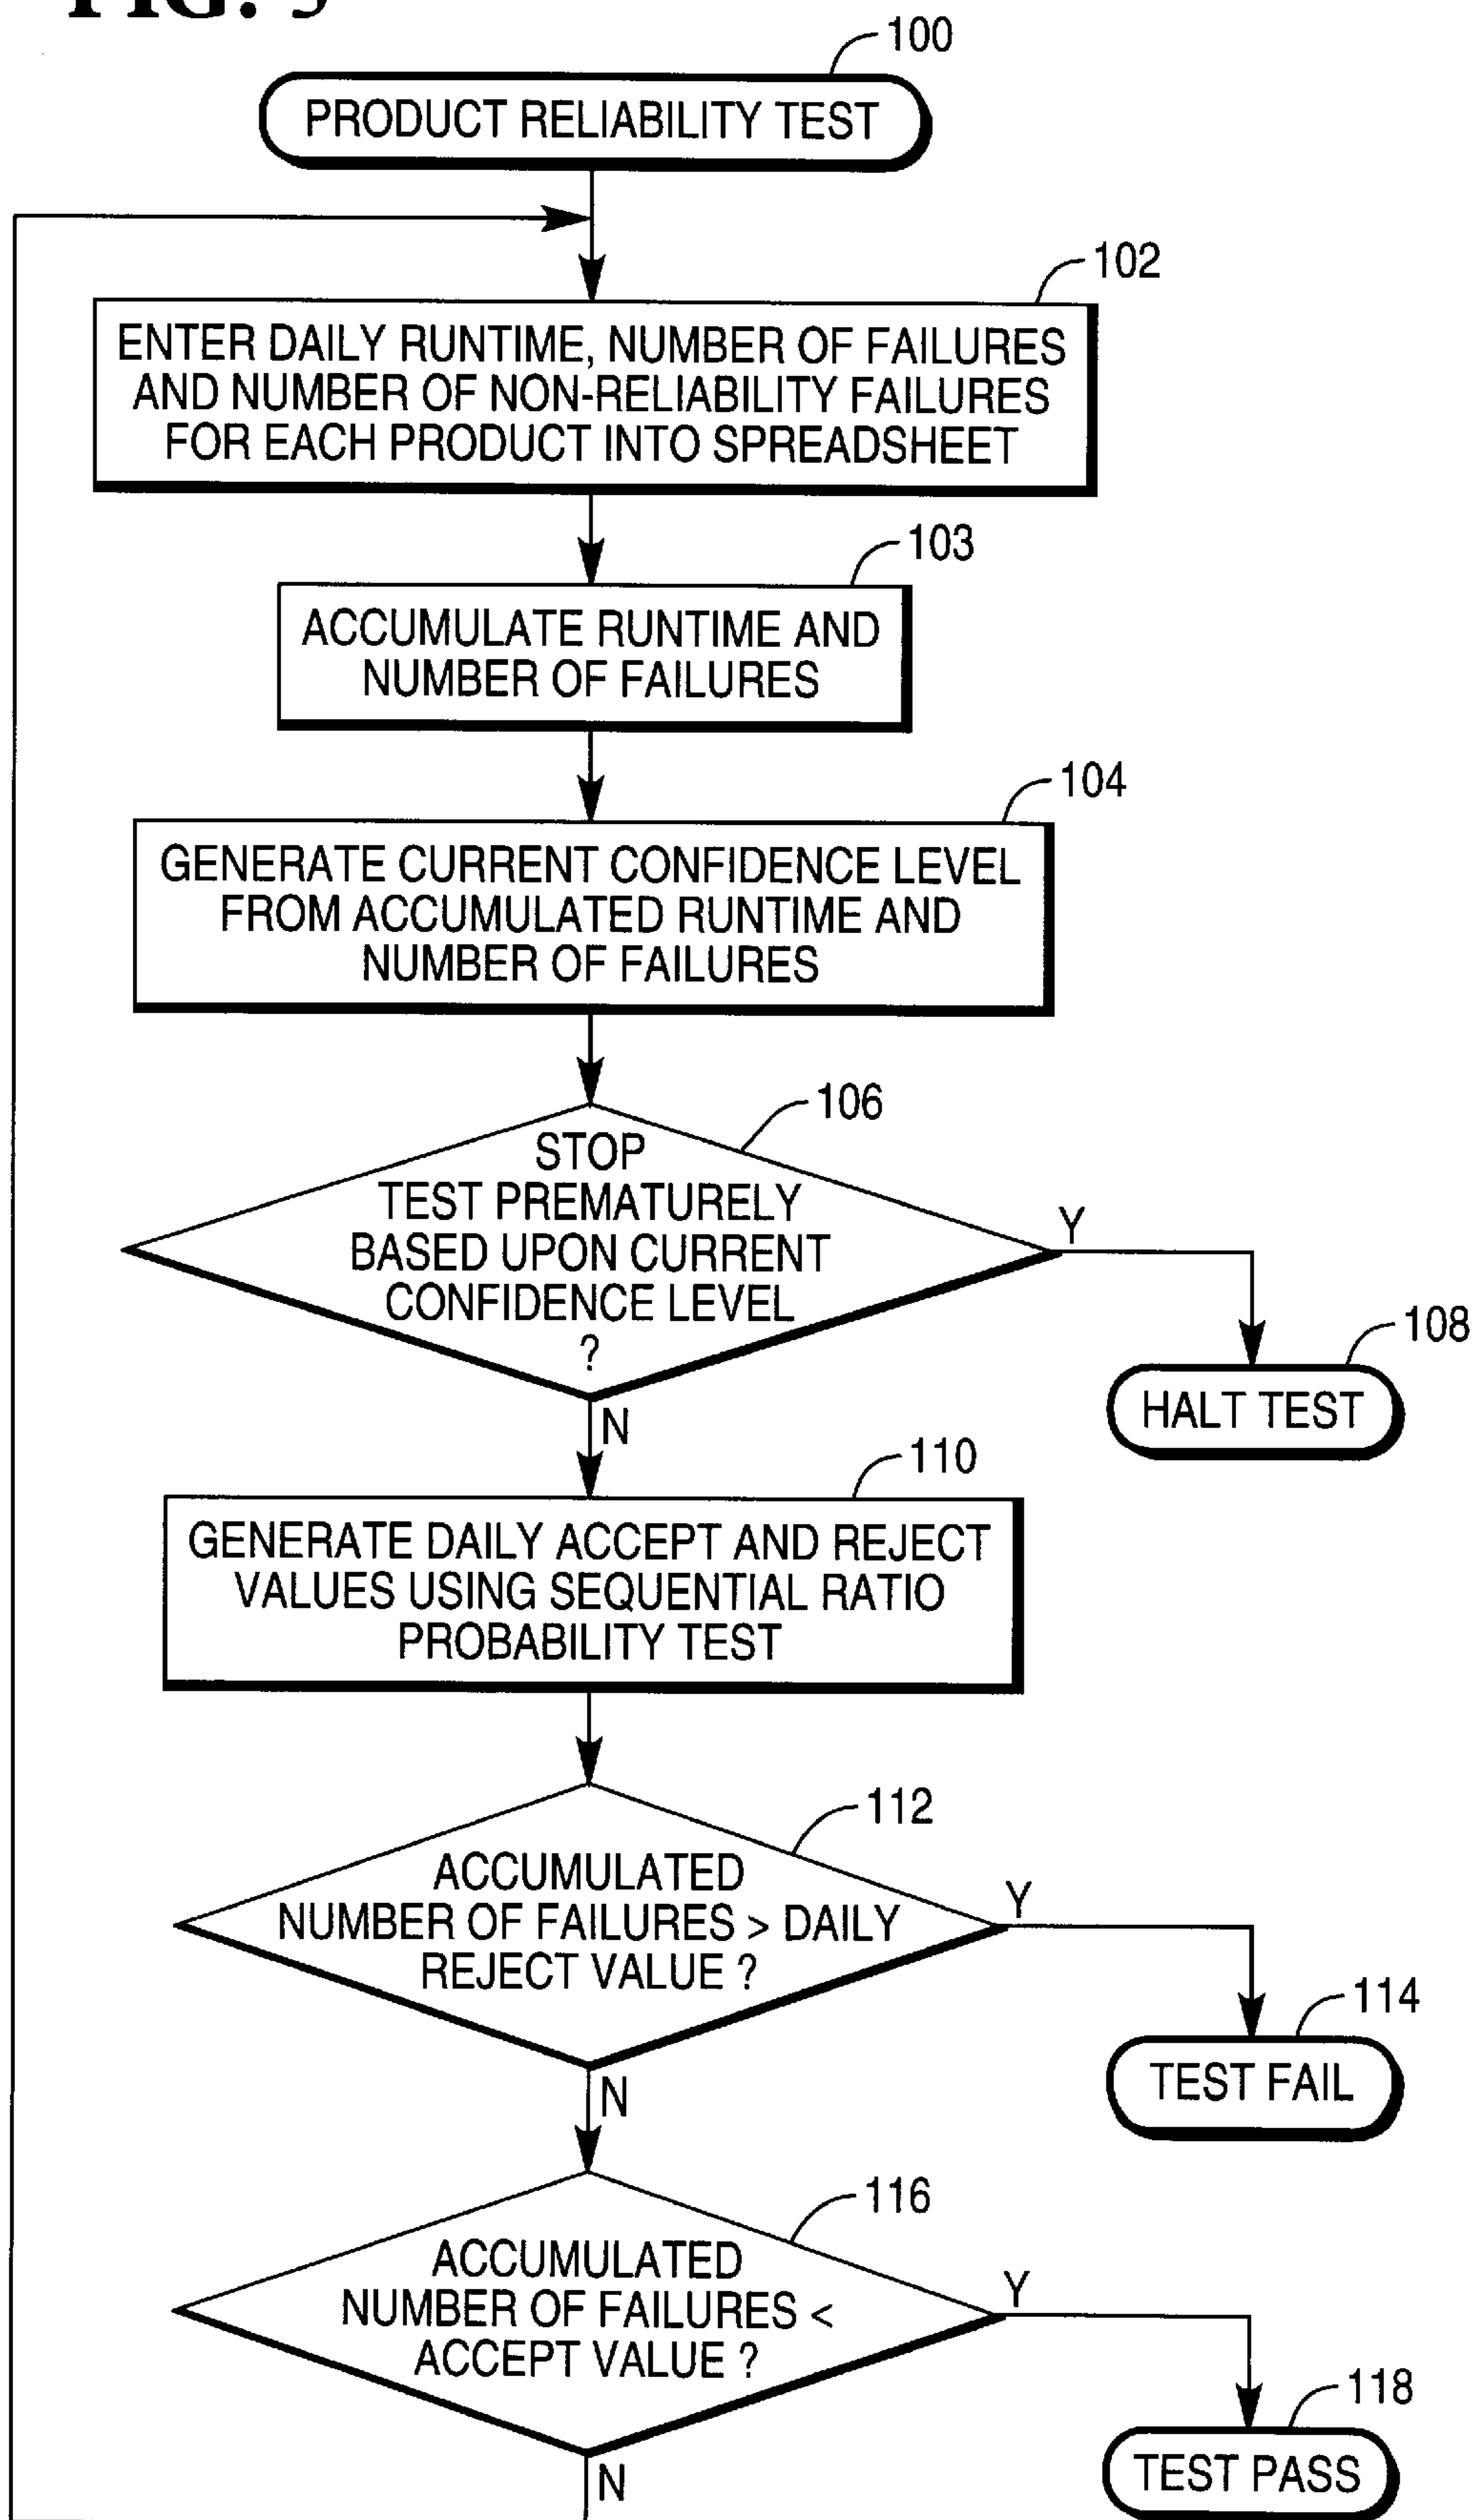 FIG. 5
100
PRODUCT RELIABILITY TEST
102
ENTER DAILY RUNTIME, NUMBER OF FAILURES
AND NUMBER OF NON-RELIABILITY FAILURES
FOR EACH PRODUCT INTO SPREADSHEET
103
ACCUMULATE RUNTIME AND
NUMBER OF FAILURES
104
GENERATE CURRENT CONFIDENCE LEVEL
FROM ACCUMULATED RUNTIME AND
NUMBER OF FAILURES
106
STOP
TEST PREMATURELY
BASED UPON CURRENT
CONFIDENCE LEVEL
?
Y
108
HALT TEST
N
110
GENERATE DAILY ACCEPT AND REJECT
VALUES USING SEQUENTIAL RATIO
PROBABILITY TEST
112
ACCUMULATED
NUMBER OF FAILURES > DAILY
REJECT VALUE ?
Y
114
TEST FAIL
N
116
ACCUMULATED
NUMBER OF FAILURES <
ACCEPT VALUE ?
Y
118
TEST PASS
N